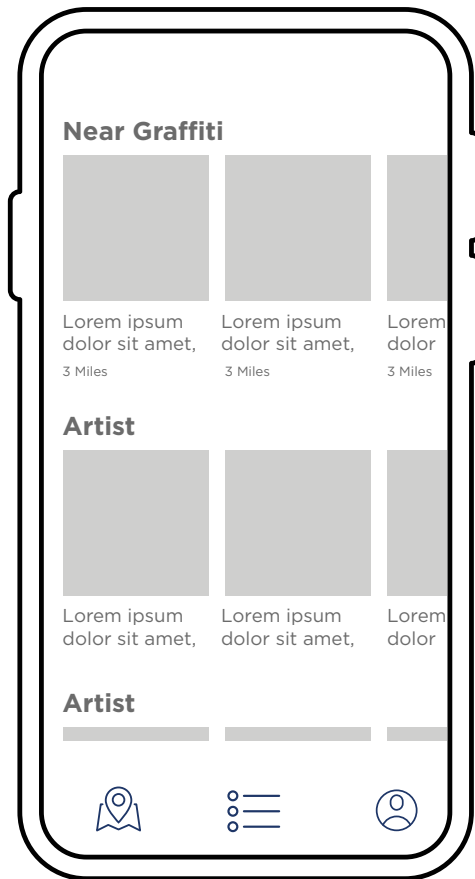 Near Graffiti
Lorem ipsum
dolor sit amet,
3 Miles
Lorem ipsum
dolor sit amet,
3 Miles
Lorem
dolor
3 Miles
Artist
Lorem ipsum
dolor sit amet,
Lorem ipsum
dolor sit amet,
Lorem
dolor
Artist